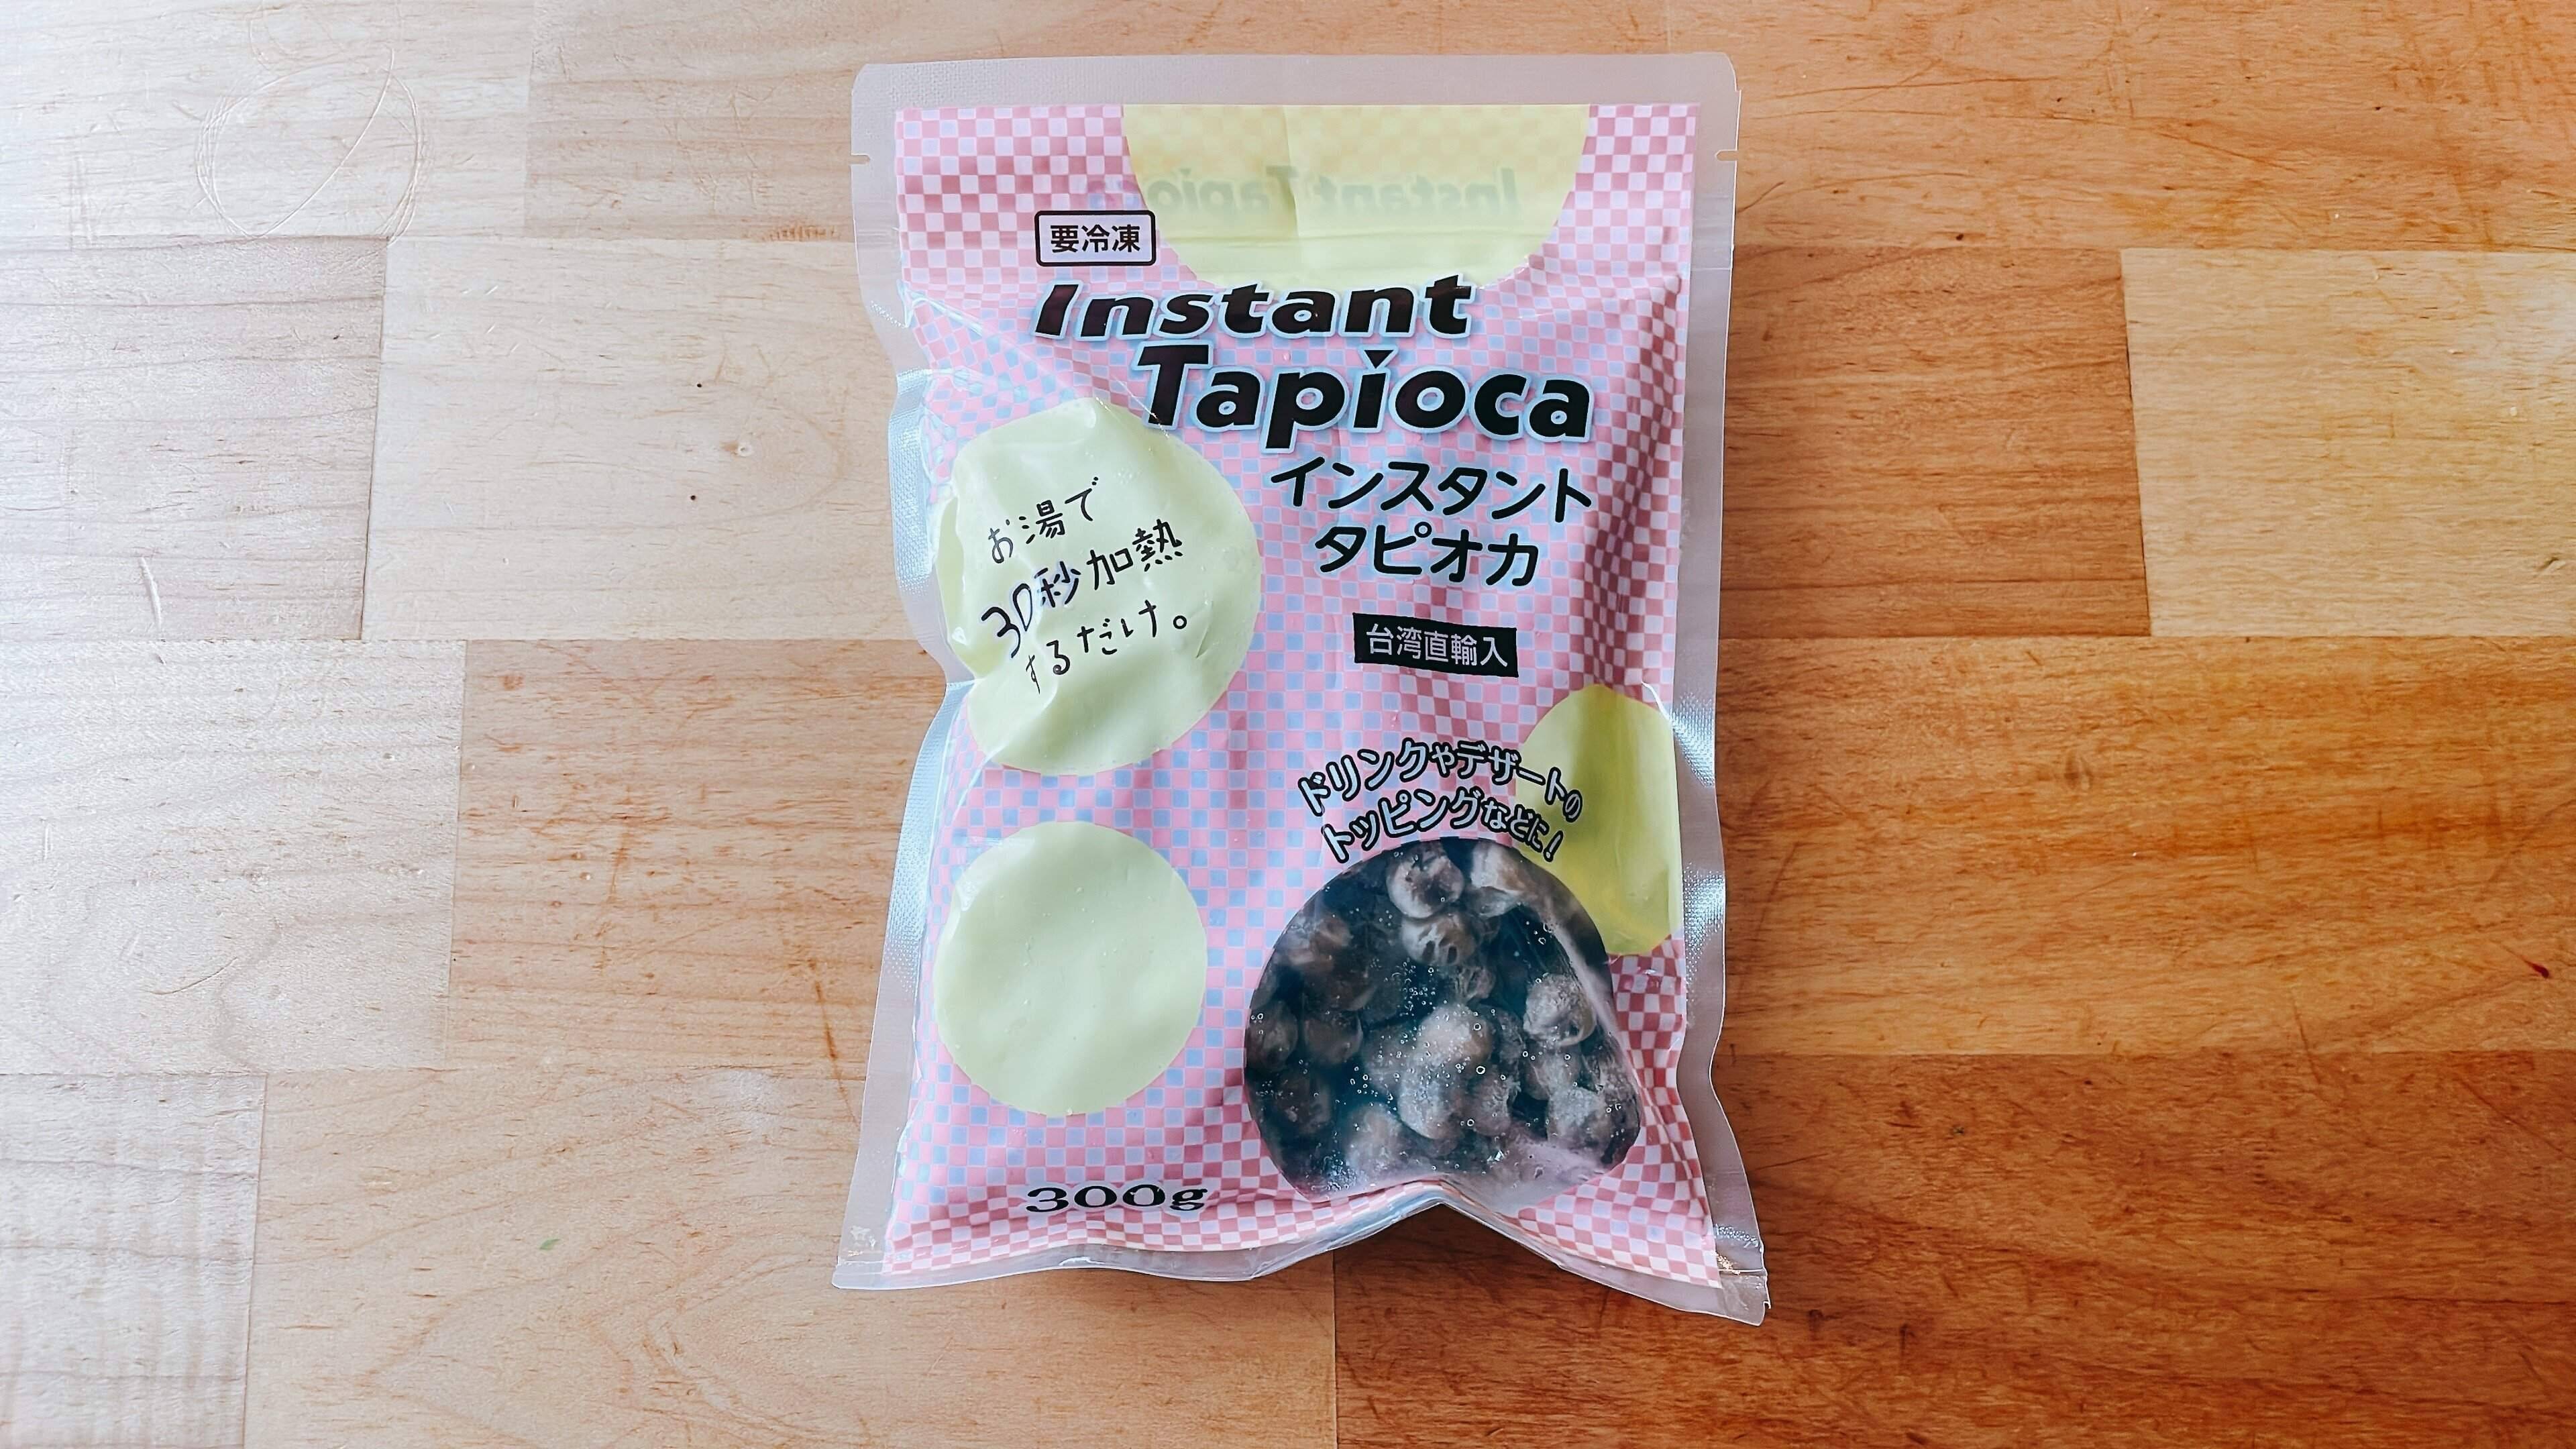 Instant Tapioca
要冷凍
Instant
Tapioca
インスタント
タピオカ
お湯で
30秒加熱
するだけ。
台湾直輸入
ドリンクやデザートの
トッピングなどに!
300g